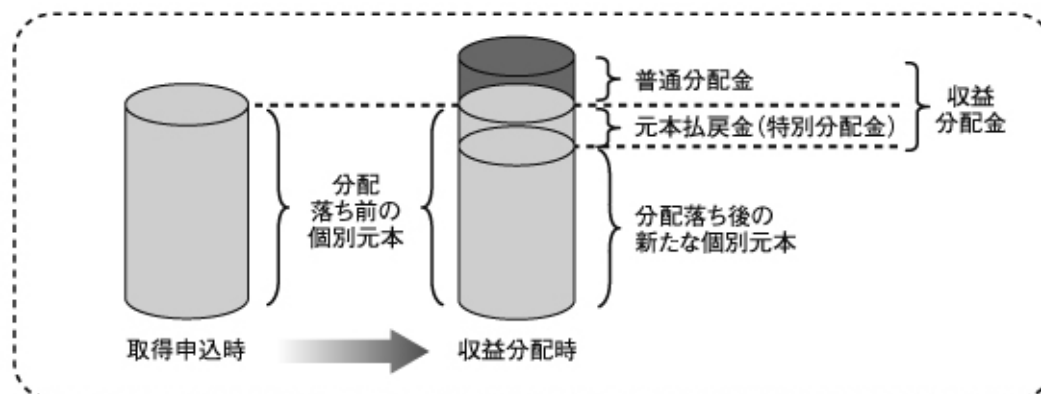 普通分配金
収益
分配金
元本払戻金(特別分配金)
分配
落ち前の
個別元本
分配落ち後の
新たな個別元本
取得申込時
収益分配時